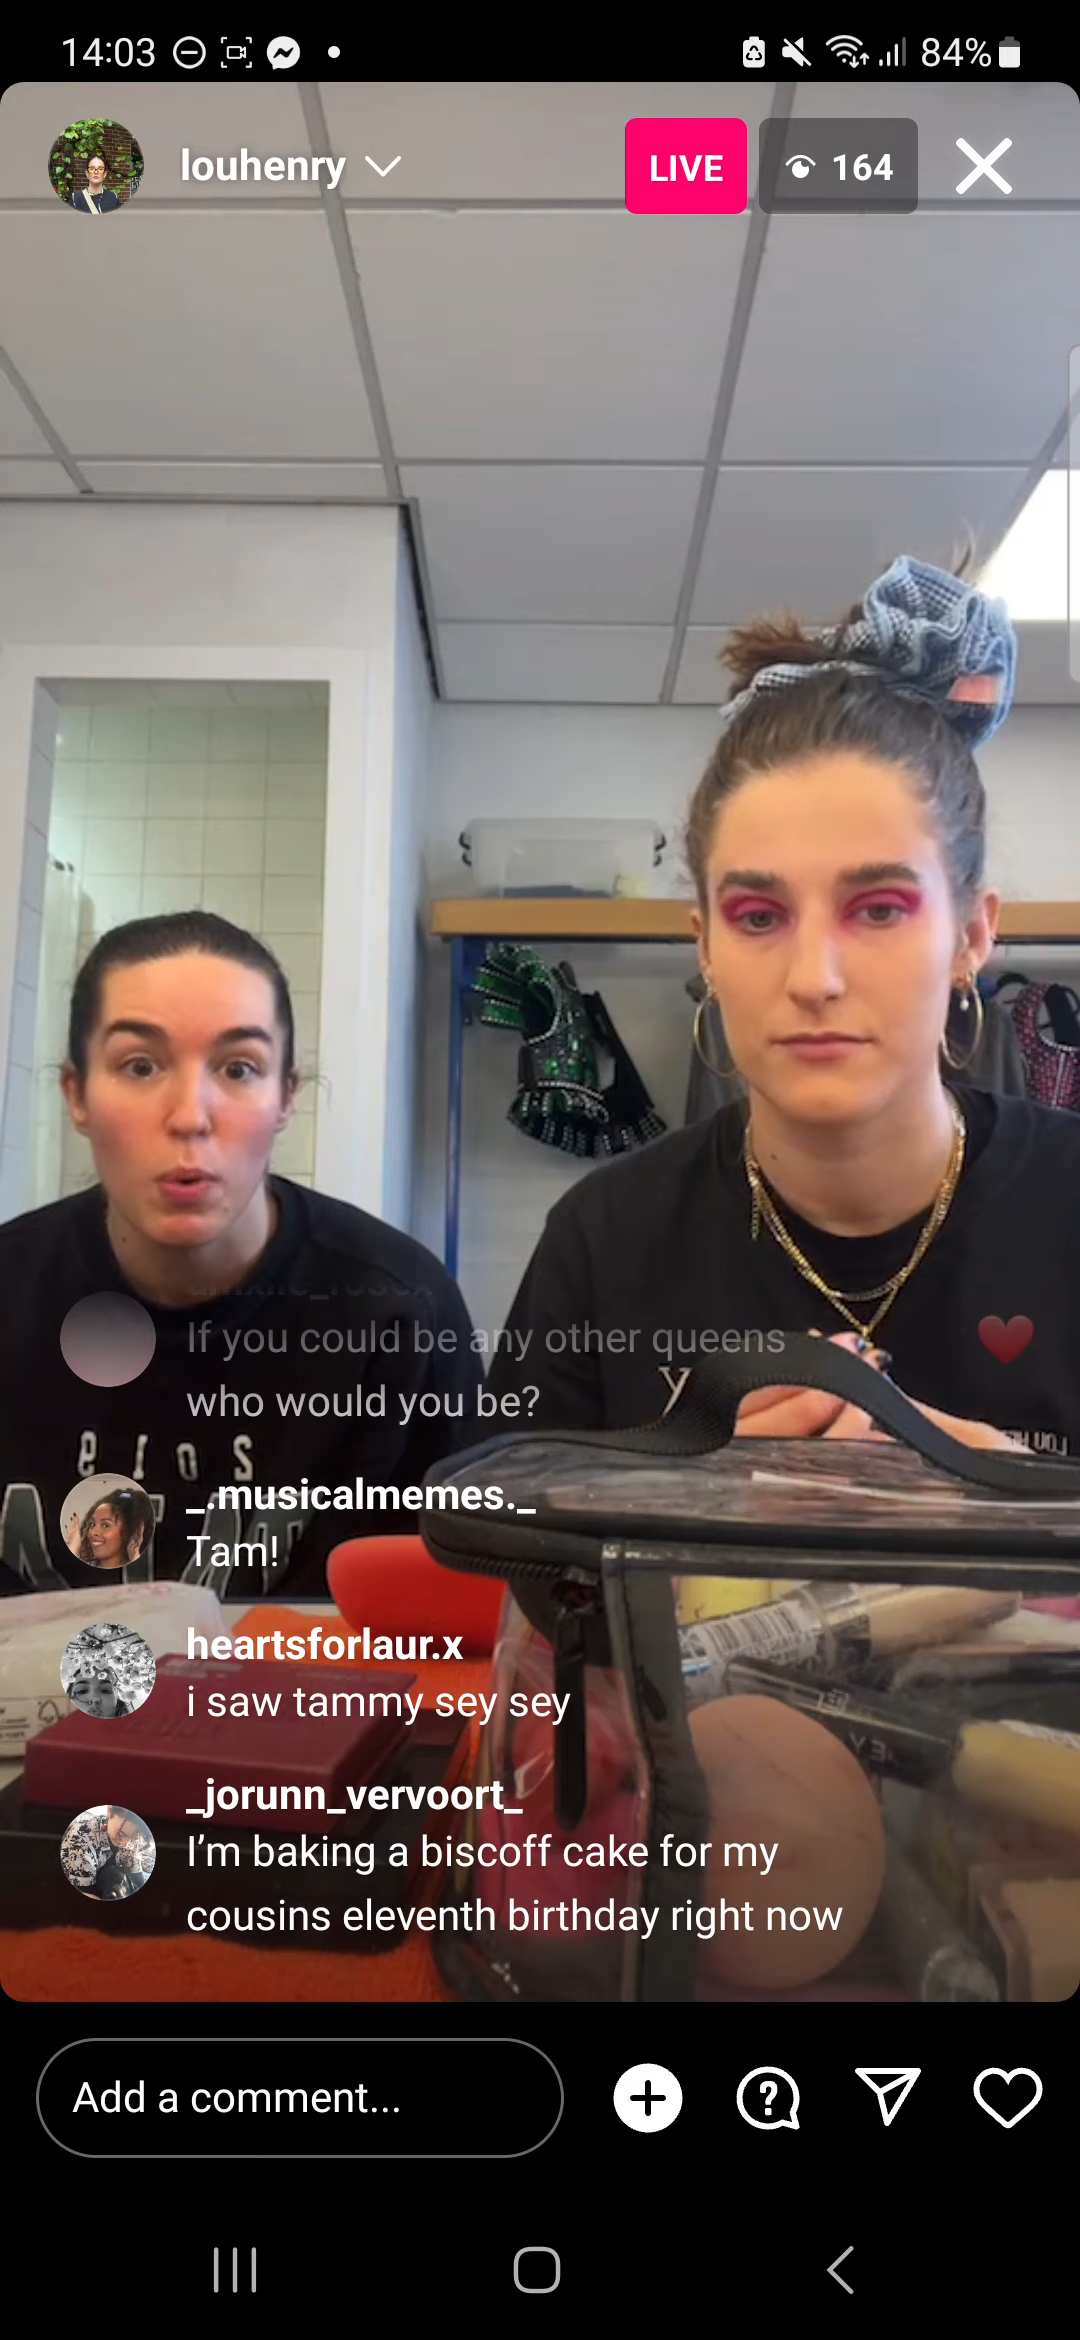 14:03
84%
louhenry
LIVE
164
If you could be any other queens
who would you be?
_.musicalmemes._
Tam!
heartsforlaur.x
i saw tammy sey sey
_jorunn_vervoort_
I’m baking a biscoff cake for my
cousins eleventh birthday right now
Add a comment...